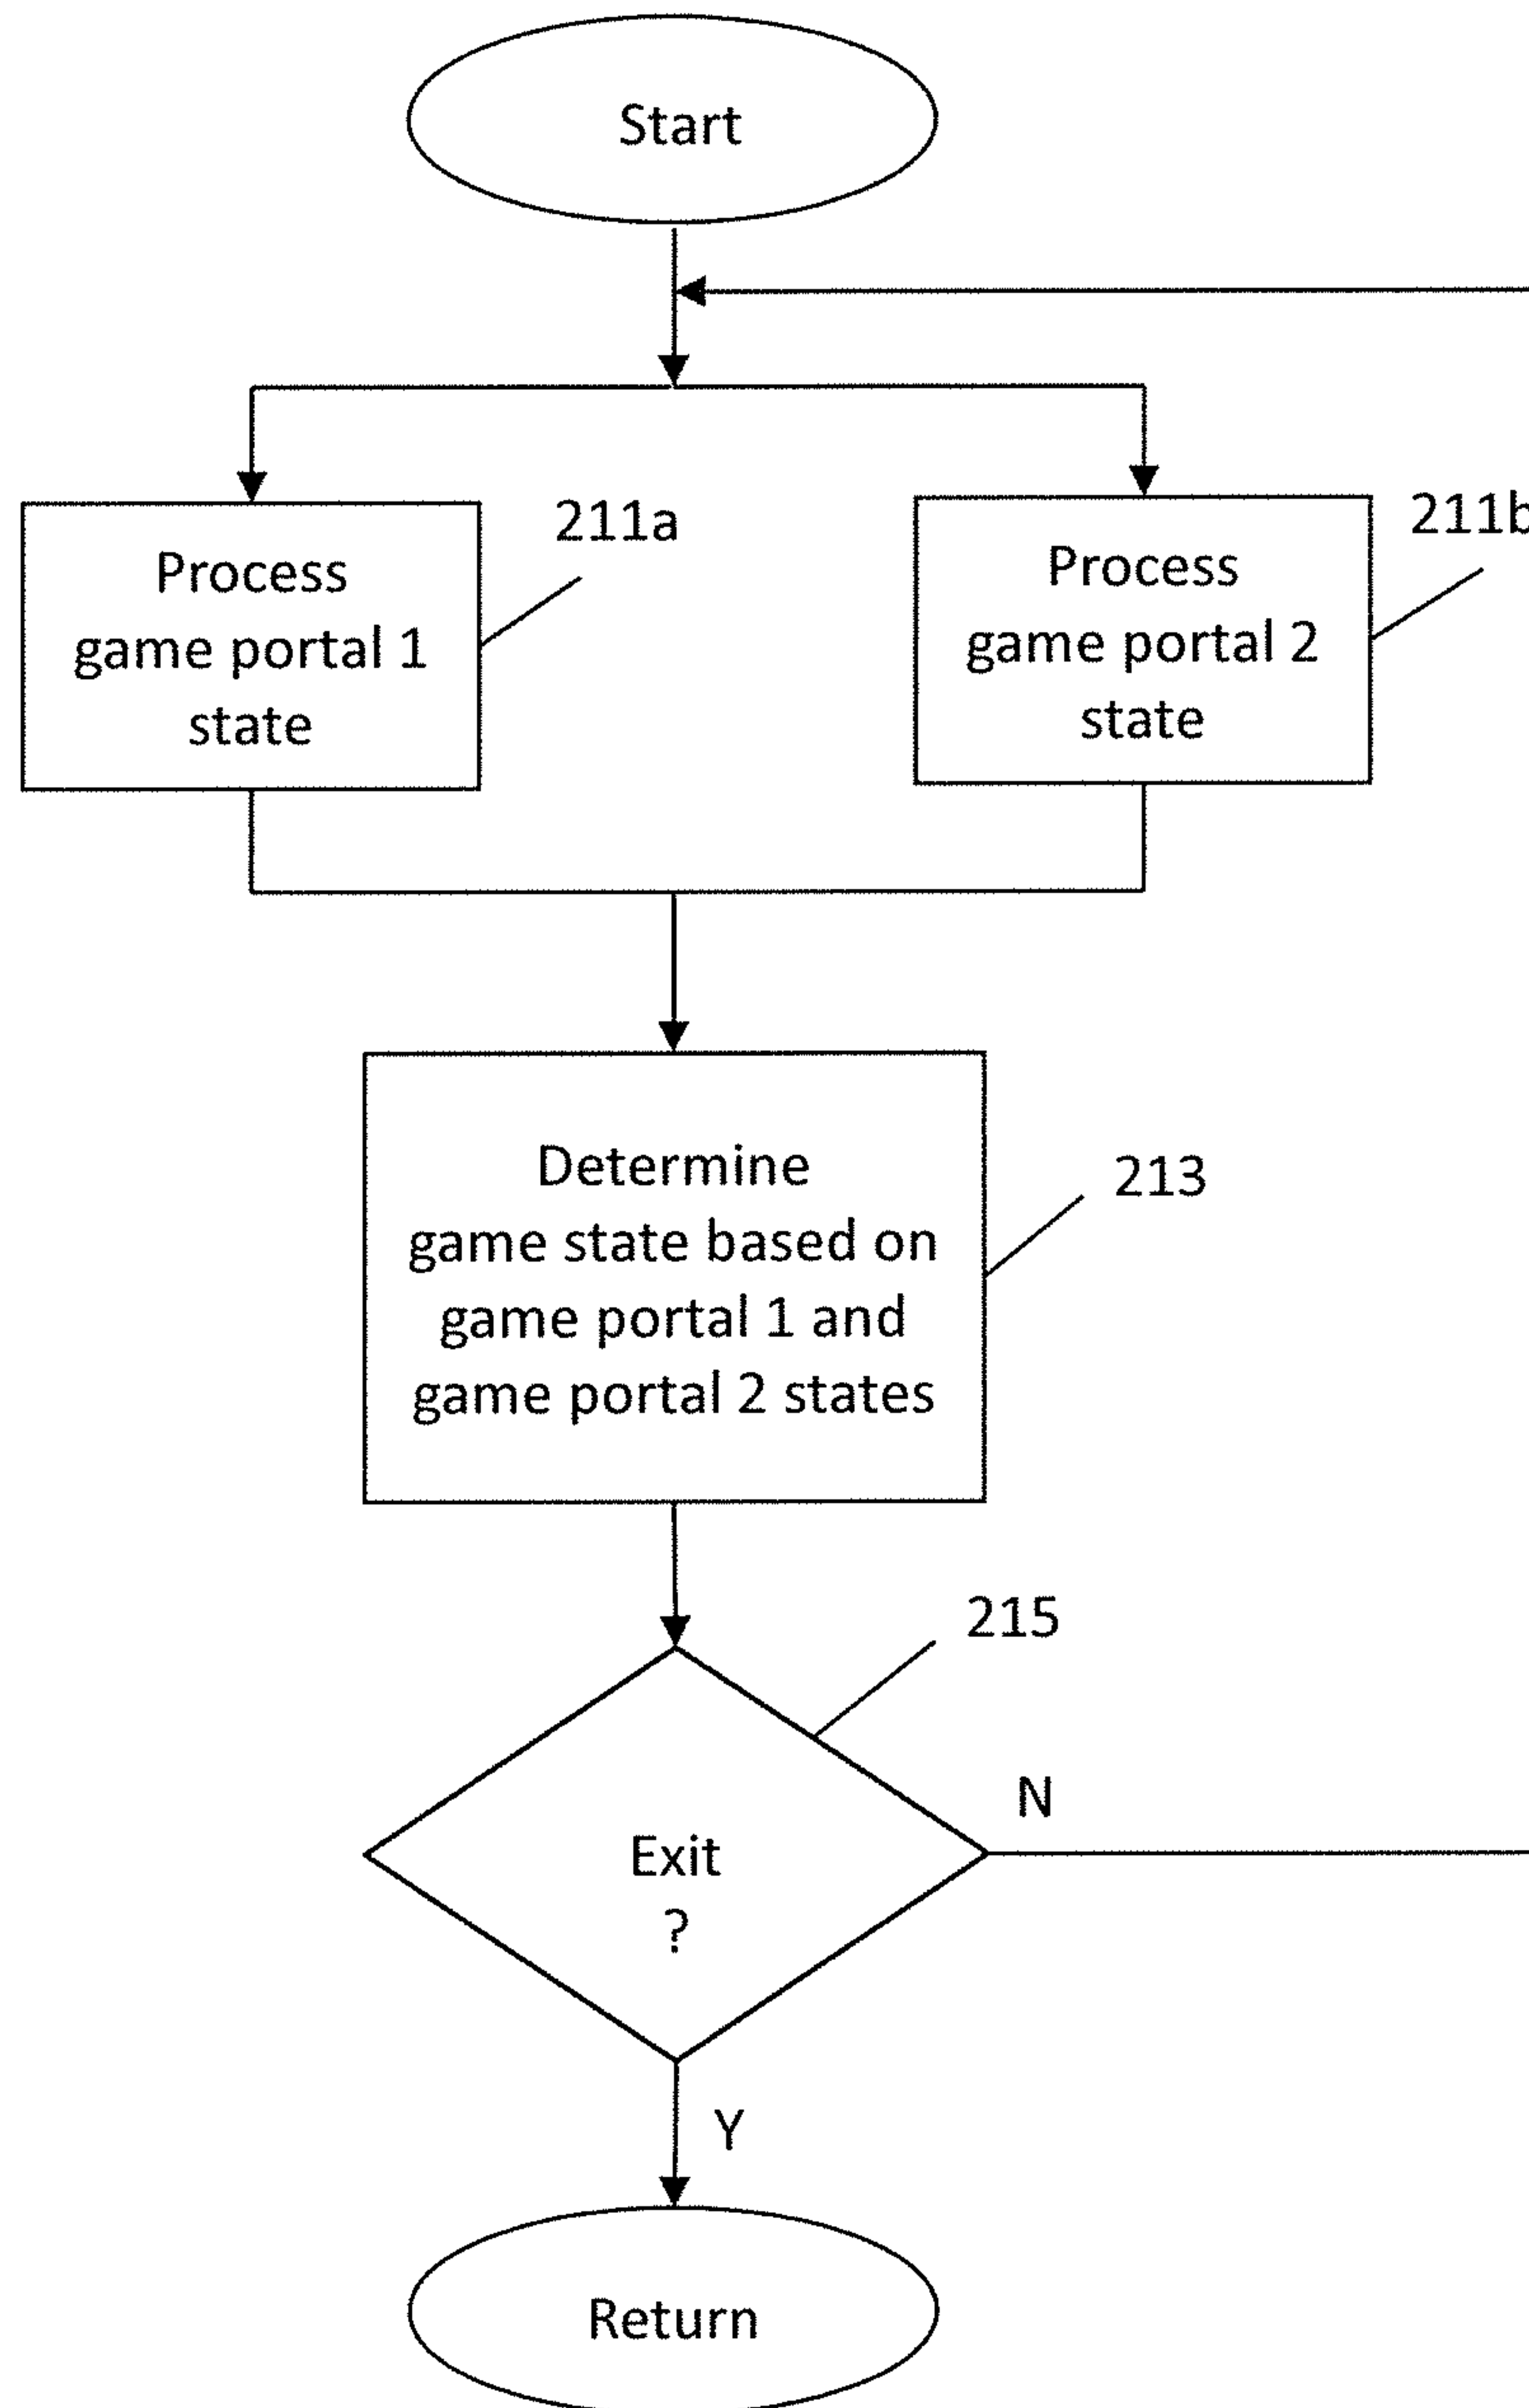 Start
Process
game portal 1
state
211a
Process
game portal 2
state
211b
Determine
game state based on
game portal 1 and
game portal 2 states
213
215
Exit
?
N
Y
Return